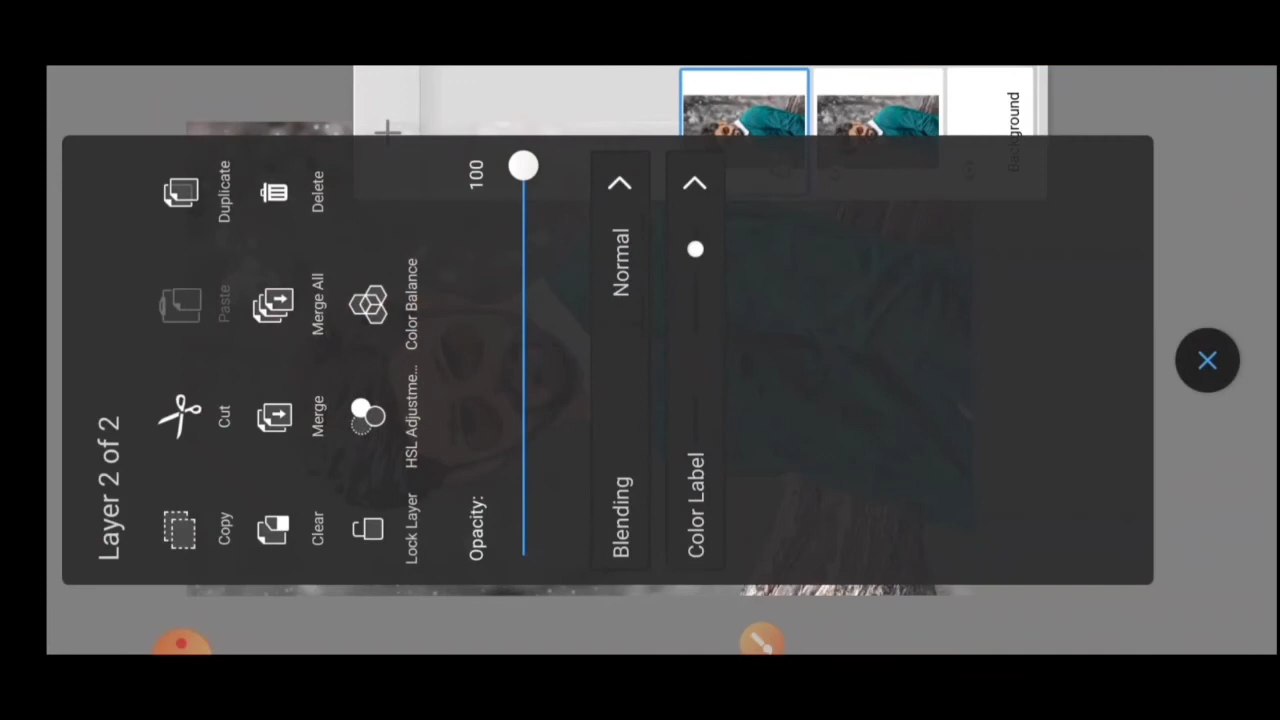 Layer 2 of 2
Copy Cut Paste Duplicate
Clear Merge Merge All Delete
Lock Layer HSL Adjustme... Color Balance
Opacity: 100
Blending Normal
Color Label
Background